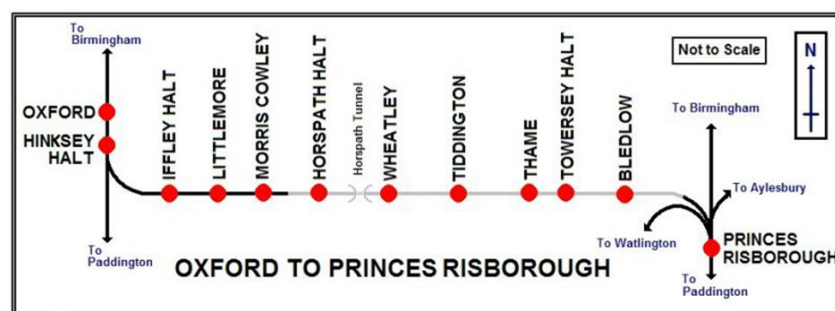 To
Birmingham
OXFORD
HINKSEY
HALT
To
Paddington
IFFLEY HALT
LITTLEMORE
MORRIS COWLEY
HORSPATH HALT
Horspath Tunnel
WHEATLEY
TIDDINGTON
THAME
TOWERSEY HALT
BLEDLOW
Not to Scale
N
To Birmingham
To Aylesbury
To Watlington
PRINCES
RISBOROUGH
To
Paddington
OXFORD TO PRINCES RISBOROUGH